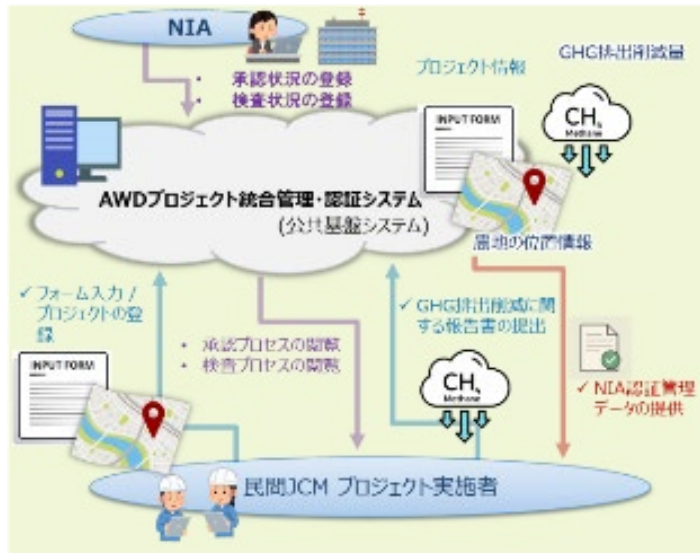 NIA
・ 承認状況の登録
・ 検査状況の登録
プロジェクト情報
GHG排出削減量
INPUT FORM
CH₄
Methane
AWDプロジェクト統合管理・認証システム
(公共基盤システム)
農地の位置情報
✓ フォーム入力 /
プロジェクトの登
録
INPUT FORM
・ 承認プロセスの閲覧
・ 検査プロセスの閲覧
✓ GHG排出削減に関
する報告書の提出
CH₄
Methane
✓ NIA認証管理
データの提供
民間JCM プロジェクト実施者